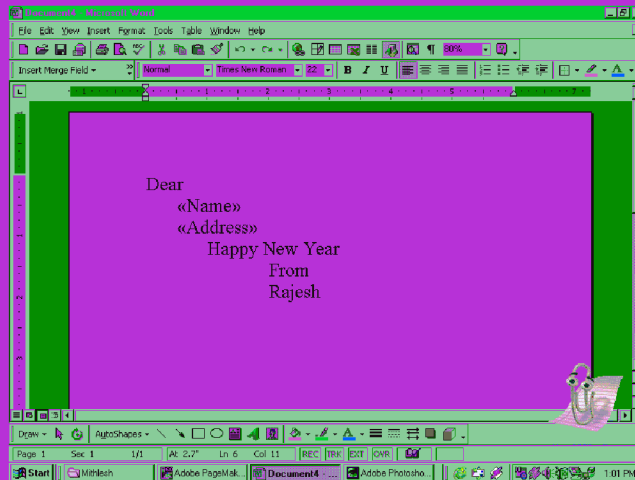 Document4 - Microsoft Word
File Edit View Insert Format Tools Table Window Help
80%
Insert Merge Field Normal Times New Roman 22 B I U A
Dear
«Name»
«Address»
Happy New Year
From
Rajesh
Draw AutoShapes A
Page 1 Sec 1 1/1 At 2.7" Ln 6 Col 11 REC TRK EXT OVR
Start Mithlesh Adobe PageMak... Document4 - ... Adobe Photosho... 1:01 PM